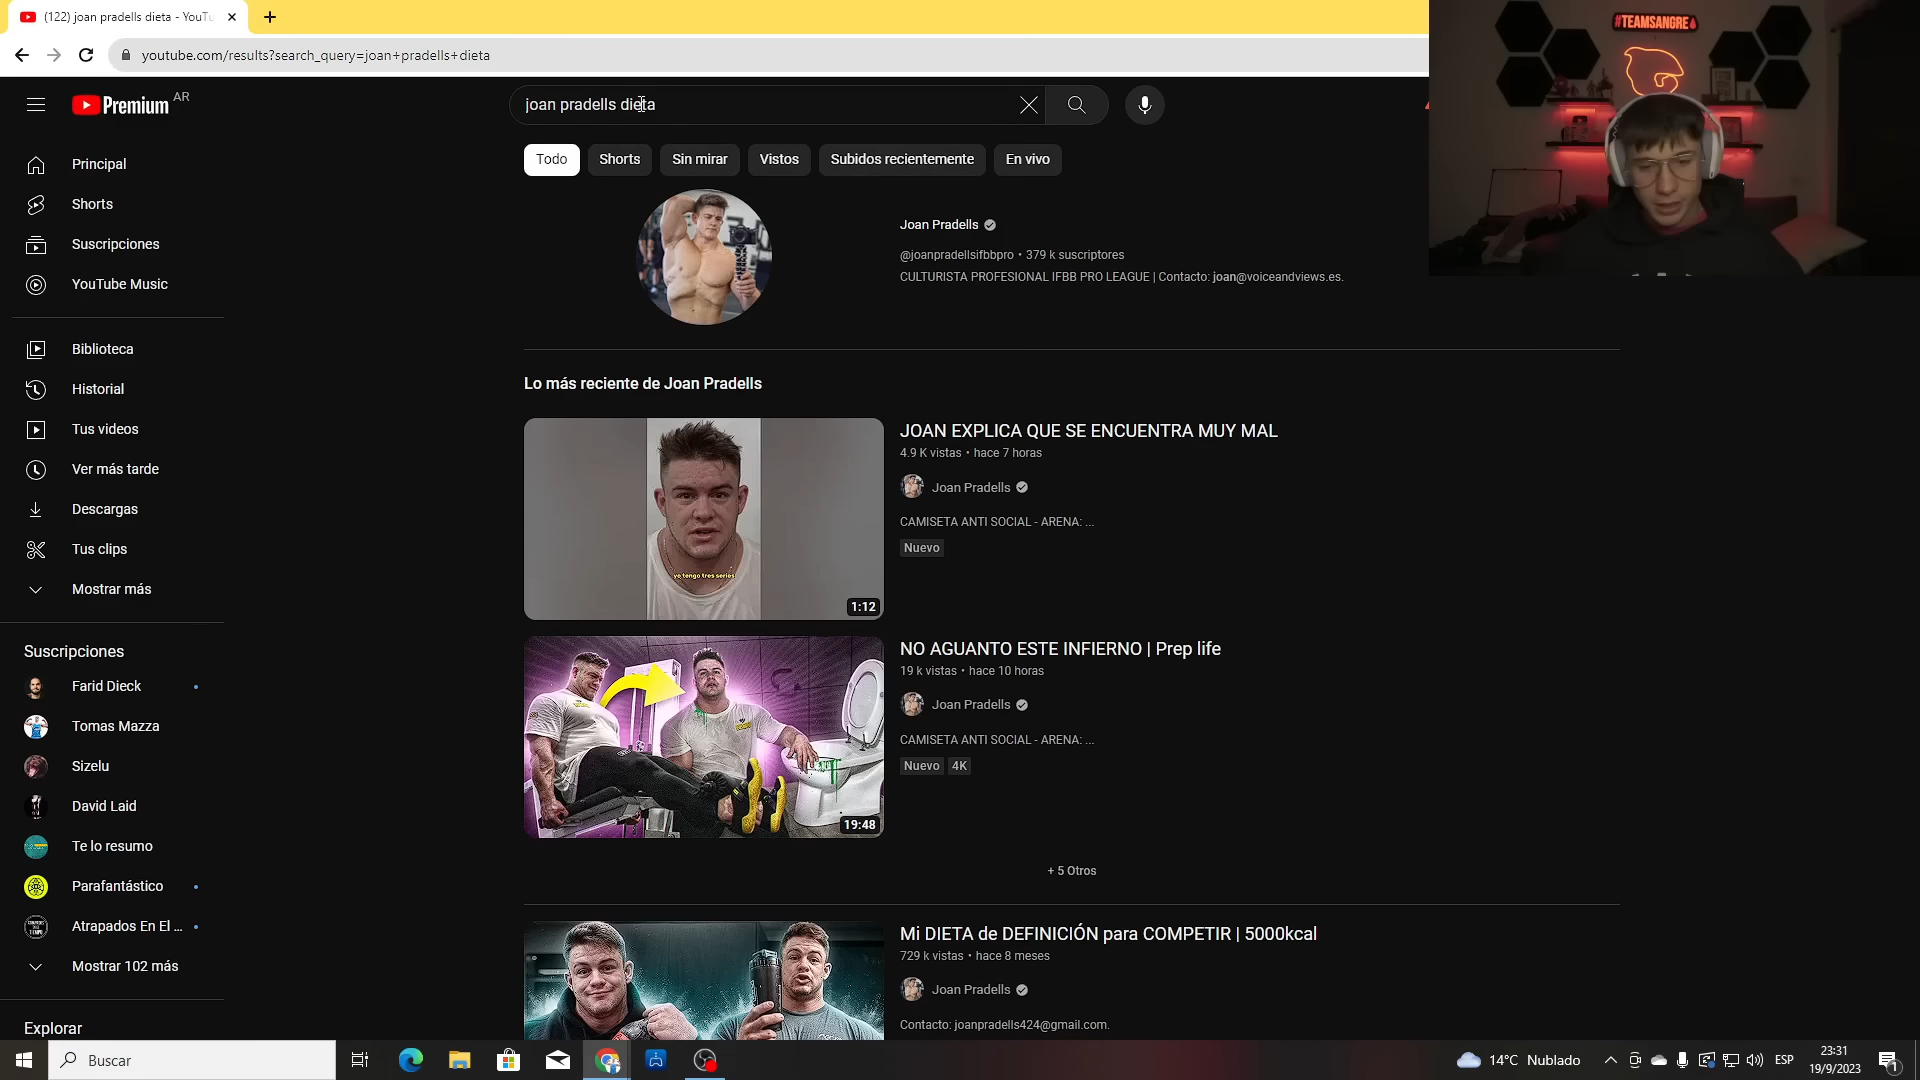 (122) joan pradells dieta - YouTu
youtube.com/results?search_query=joan+pradells+dieta
#TEAMSANGRE
Premium AR
joan pradells dieta
Todo
Shorts
Sin mirar
Vistos
Subidos recientemente
En vivo
Principal
Shorts
Suscripciones
YouTube Music
Biblioteca
Historial
Tus videos
Ver más tarde
Descargas
Tus clips
Mostrar más
Suscripciones
Farid Dieck
Tomas Mazza
Sizelu
David Laid
Te lo resumo
Parafantástico
Atrapados En El ...
Mostrar 102 más
Explorar
Joan Pradells
@joanpradellsifbbpro • 379 k suscriptores
CULTURISTA PROFESIONAL IFBB PRO LEAGUE | Contacto: joan@voiceandviews.es.
Lo más reciente de Joan Pradells
yo tengo tres series
1:12
JOAN EXPLICA QUE SE ENCUENTRA MUY MAL
4.9 K vistas • hace 7 horas
Joan Pradells
CAMISETA ANTI SOCIAL - ARENA: ...
Nuevo
19:48
NO AGUANTO ESTE INFIERNO | Prep life
19 k vistas • hace 10 horas
Joan Pradells
CAMISETA ANTI SOCIAL - ARENA: ...
Nuevo
4K
+ 5 Otros
Mi DIETA de DEFINICIÓN para COMPETIR | 5000kcal
729 k vistas • hace 8 meses
Joan Pradells
Contacto: joanpradells424@gmail.com.
Buscar
14°C Nublado
ESP
23:31
19/9/2023
1